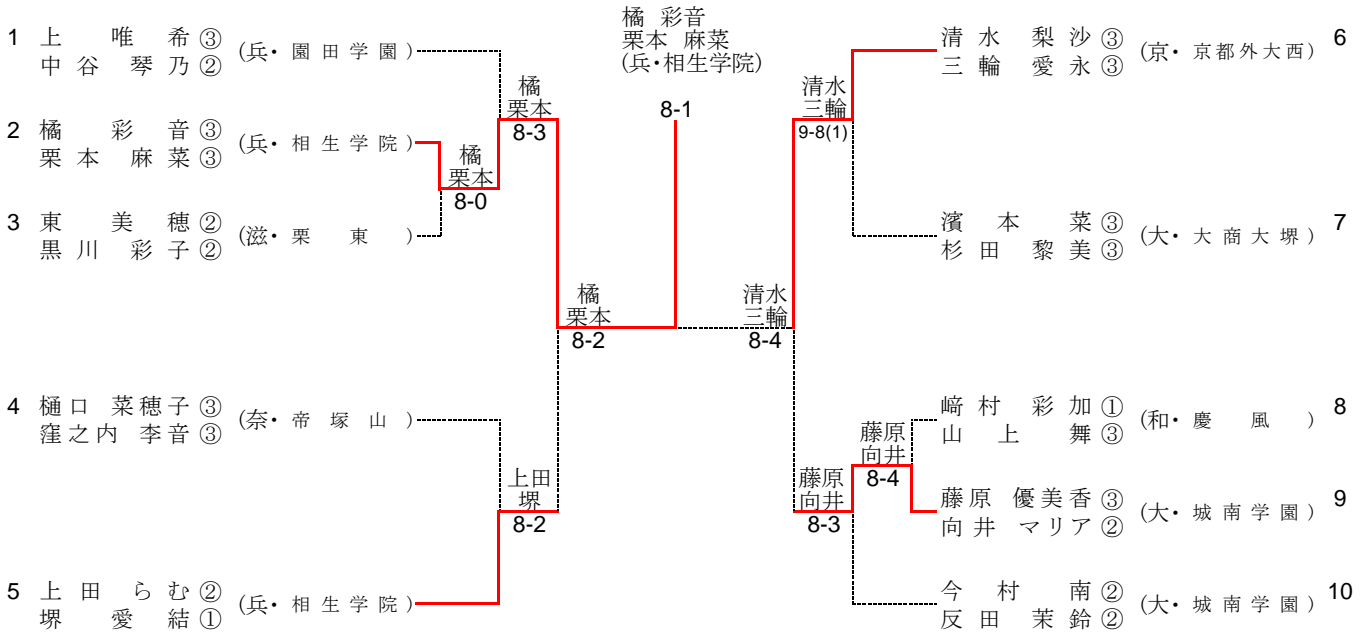 橘 彩音
栗本 麻菜
(兵・相生学院)
8-1
1 上 唯希 ③ (兵・園田学園)
中谷 琴乃 ②
2 橘 彩音 ③ (兵・相生学院)
栗本 麻菜 ③
3 東 美穂 ② (滋・栗東)
黒川 彩子 ②
4 樋口 菜穂子 ③ (奈・帝塚山)
窪之内 李音 ③
5 上田 らむ ② (兵・相生学院)
堺 愛結 ①
橘
栗本
8-0
橘
栗本
8-3
上田
堺
8-2
橘
栗本
8-2
清水
三輪
8-4
清水
三輪
9-8(1)
藤原
向井
8-3
藤原
向井
8-4
清水 梨沙 ③ (京・京都外大西) 6
三輪 愛永 ③
濱本 菜 ③ (大・大商大堺) 7
杉田 黎美 ③
﨑村 彩加 ① (和・慶風) 8
山上 舞 ③
藤原 優美香 ③ (大・城南学園) 9
向井 マリア ②
今村 南 ② (大・城南学園) 10
反田 茉鈴 ②